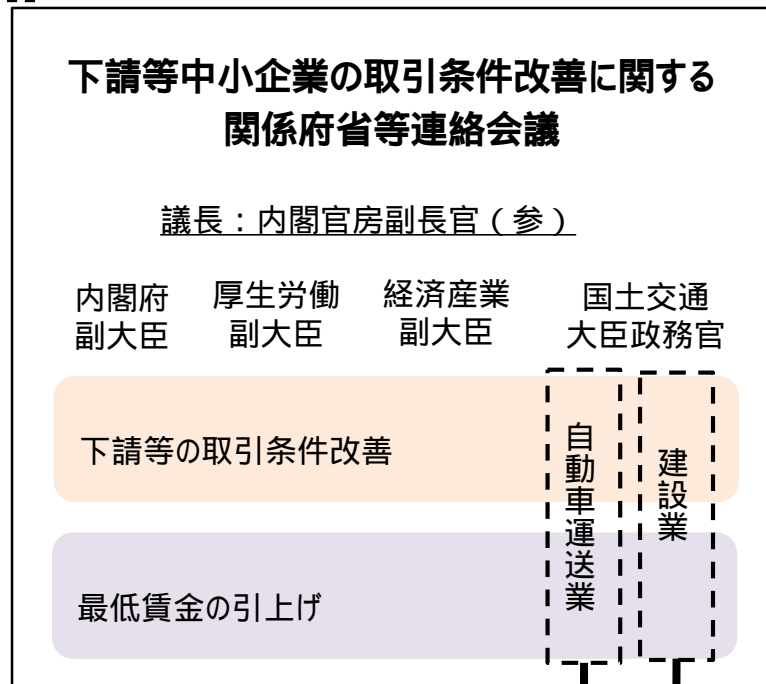 下請等中小企業の取引条件改善に関する
関係府省等連絡会議
議長：内閣官房副長官（参）
内閣府
副大臣
厚生労働
副大臣
経済産業
副大臣
国土交通
大臣政務官
下請等の取引条件改善
自動車運送業
建設業
最低賃金の引上げ